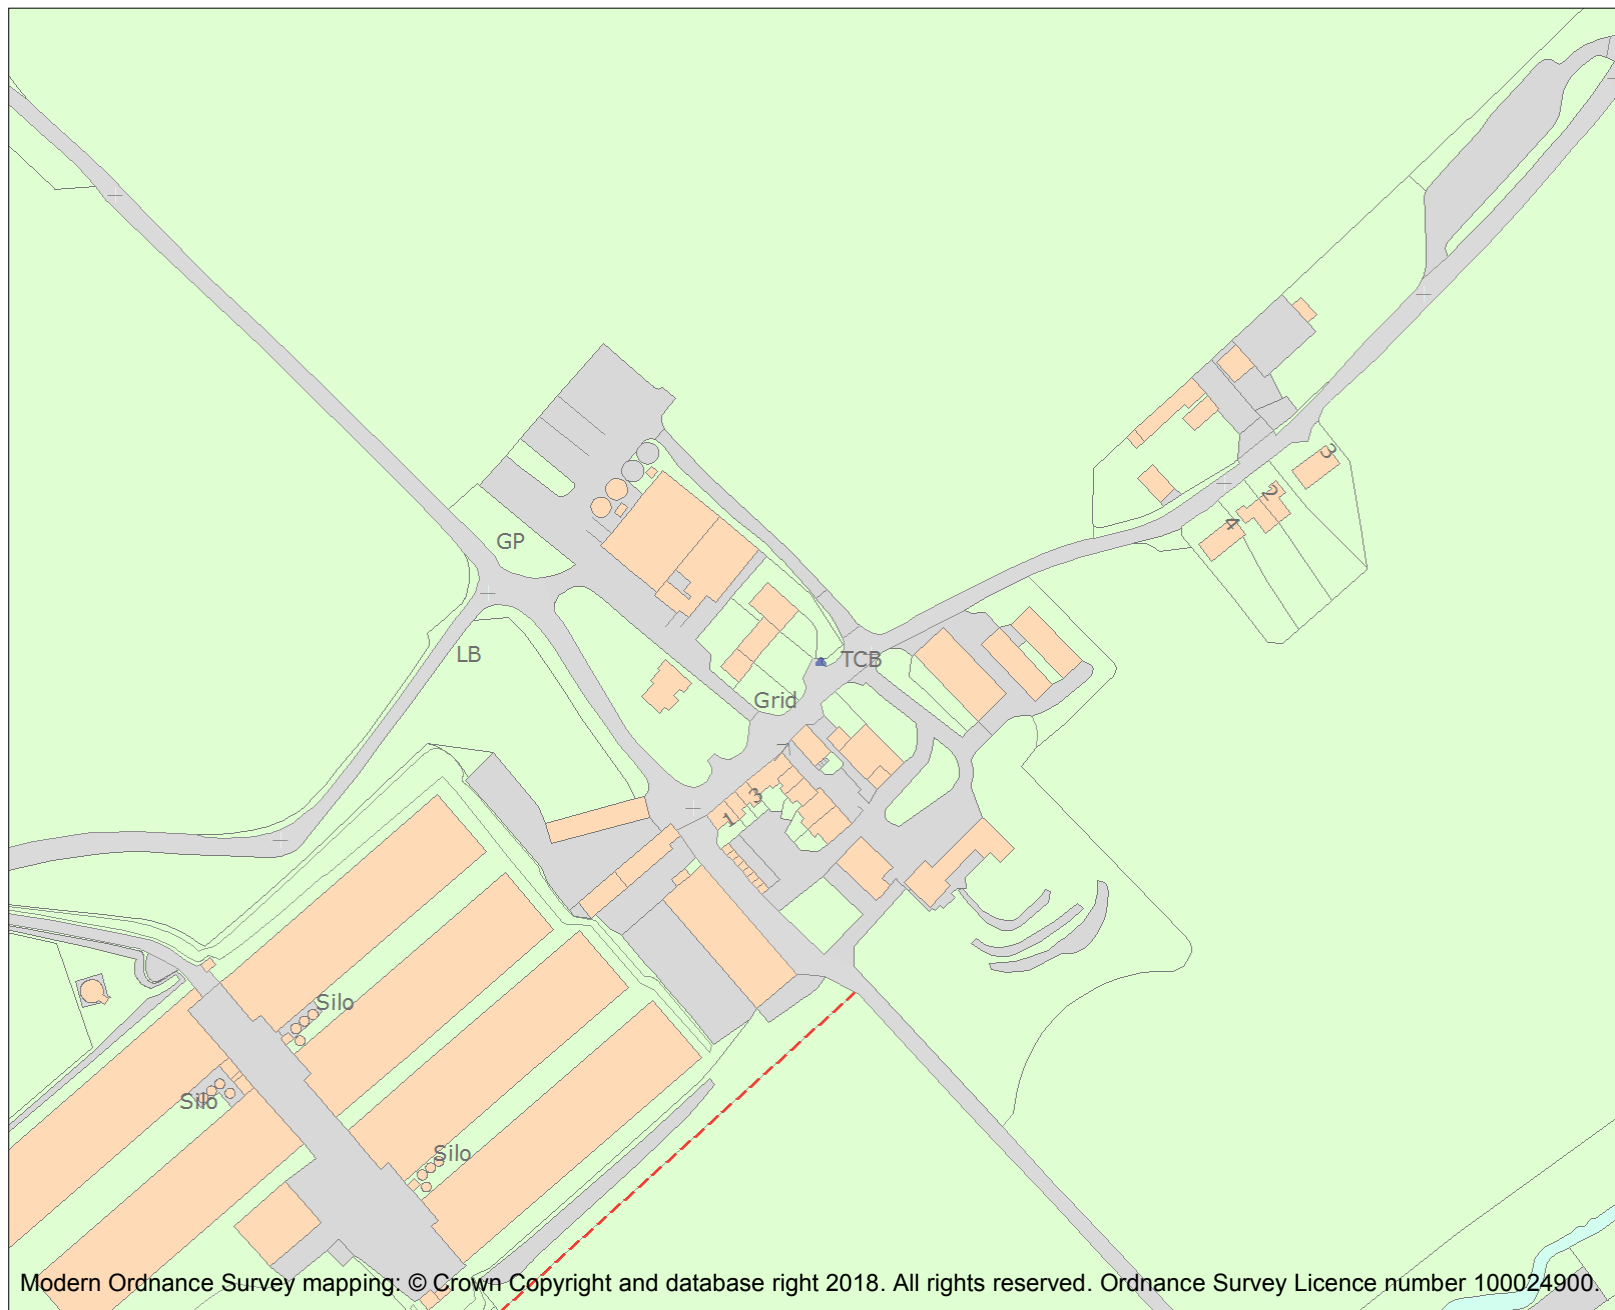 3
2
4
GP
LB
TCB
Grid
7
3
1
Silo
Silo
Silo
Modern Ordnance Survey mapping: © Crown Copyright and database right 2018. All rights reserved. Ordnance Survey Licence number 100024900.